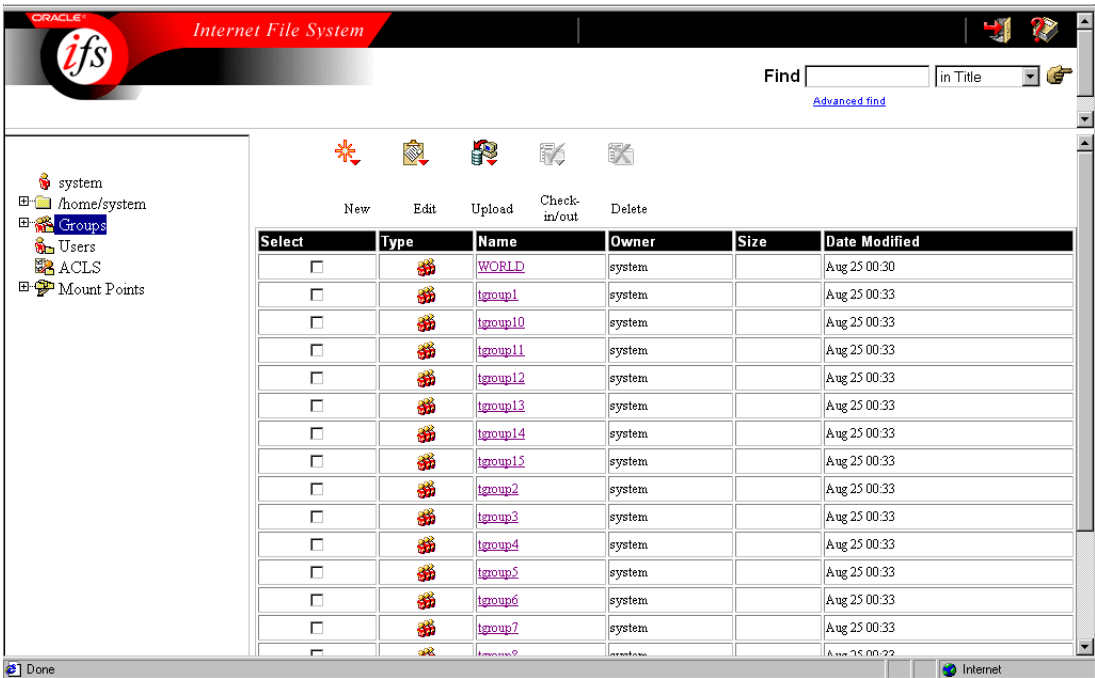 ORACLE®
ifs
Internet File System
Find
in Title
Advanced find
system
/home/system
Groups
Users
ACLS
Mount Points
New Edit Upload Check-in/out Delete
Select Type Name Owner Size Date Modified
WORLD system Aug 25 00:30
tgroup1 system Aug 25 00:33
tgroup10 system Aug 25 00:33
tgroup11 system Aug 25 00:33
tgroup12 system Aug 25 00:33
tgroup13 system Aug 25 00:33
tgroup14 system Aug 25 00:33
tgroup15 system Aug 25 00:33
tgroup2 system Aug 25 00:33
tgroup3 system Aug 25 00:33
tgroup4 system Aug 25 00:33
tgroup5 system Aug 25 00:33
tgroup6 system Aug 25 00:33
tgroup7 system Aug 25 00:33
Done Internet